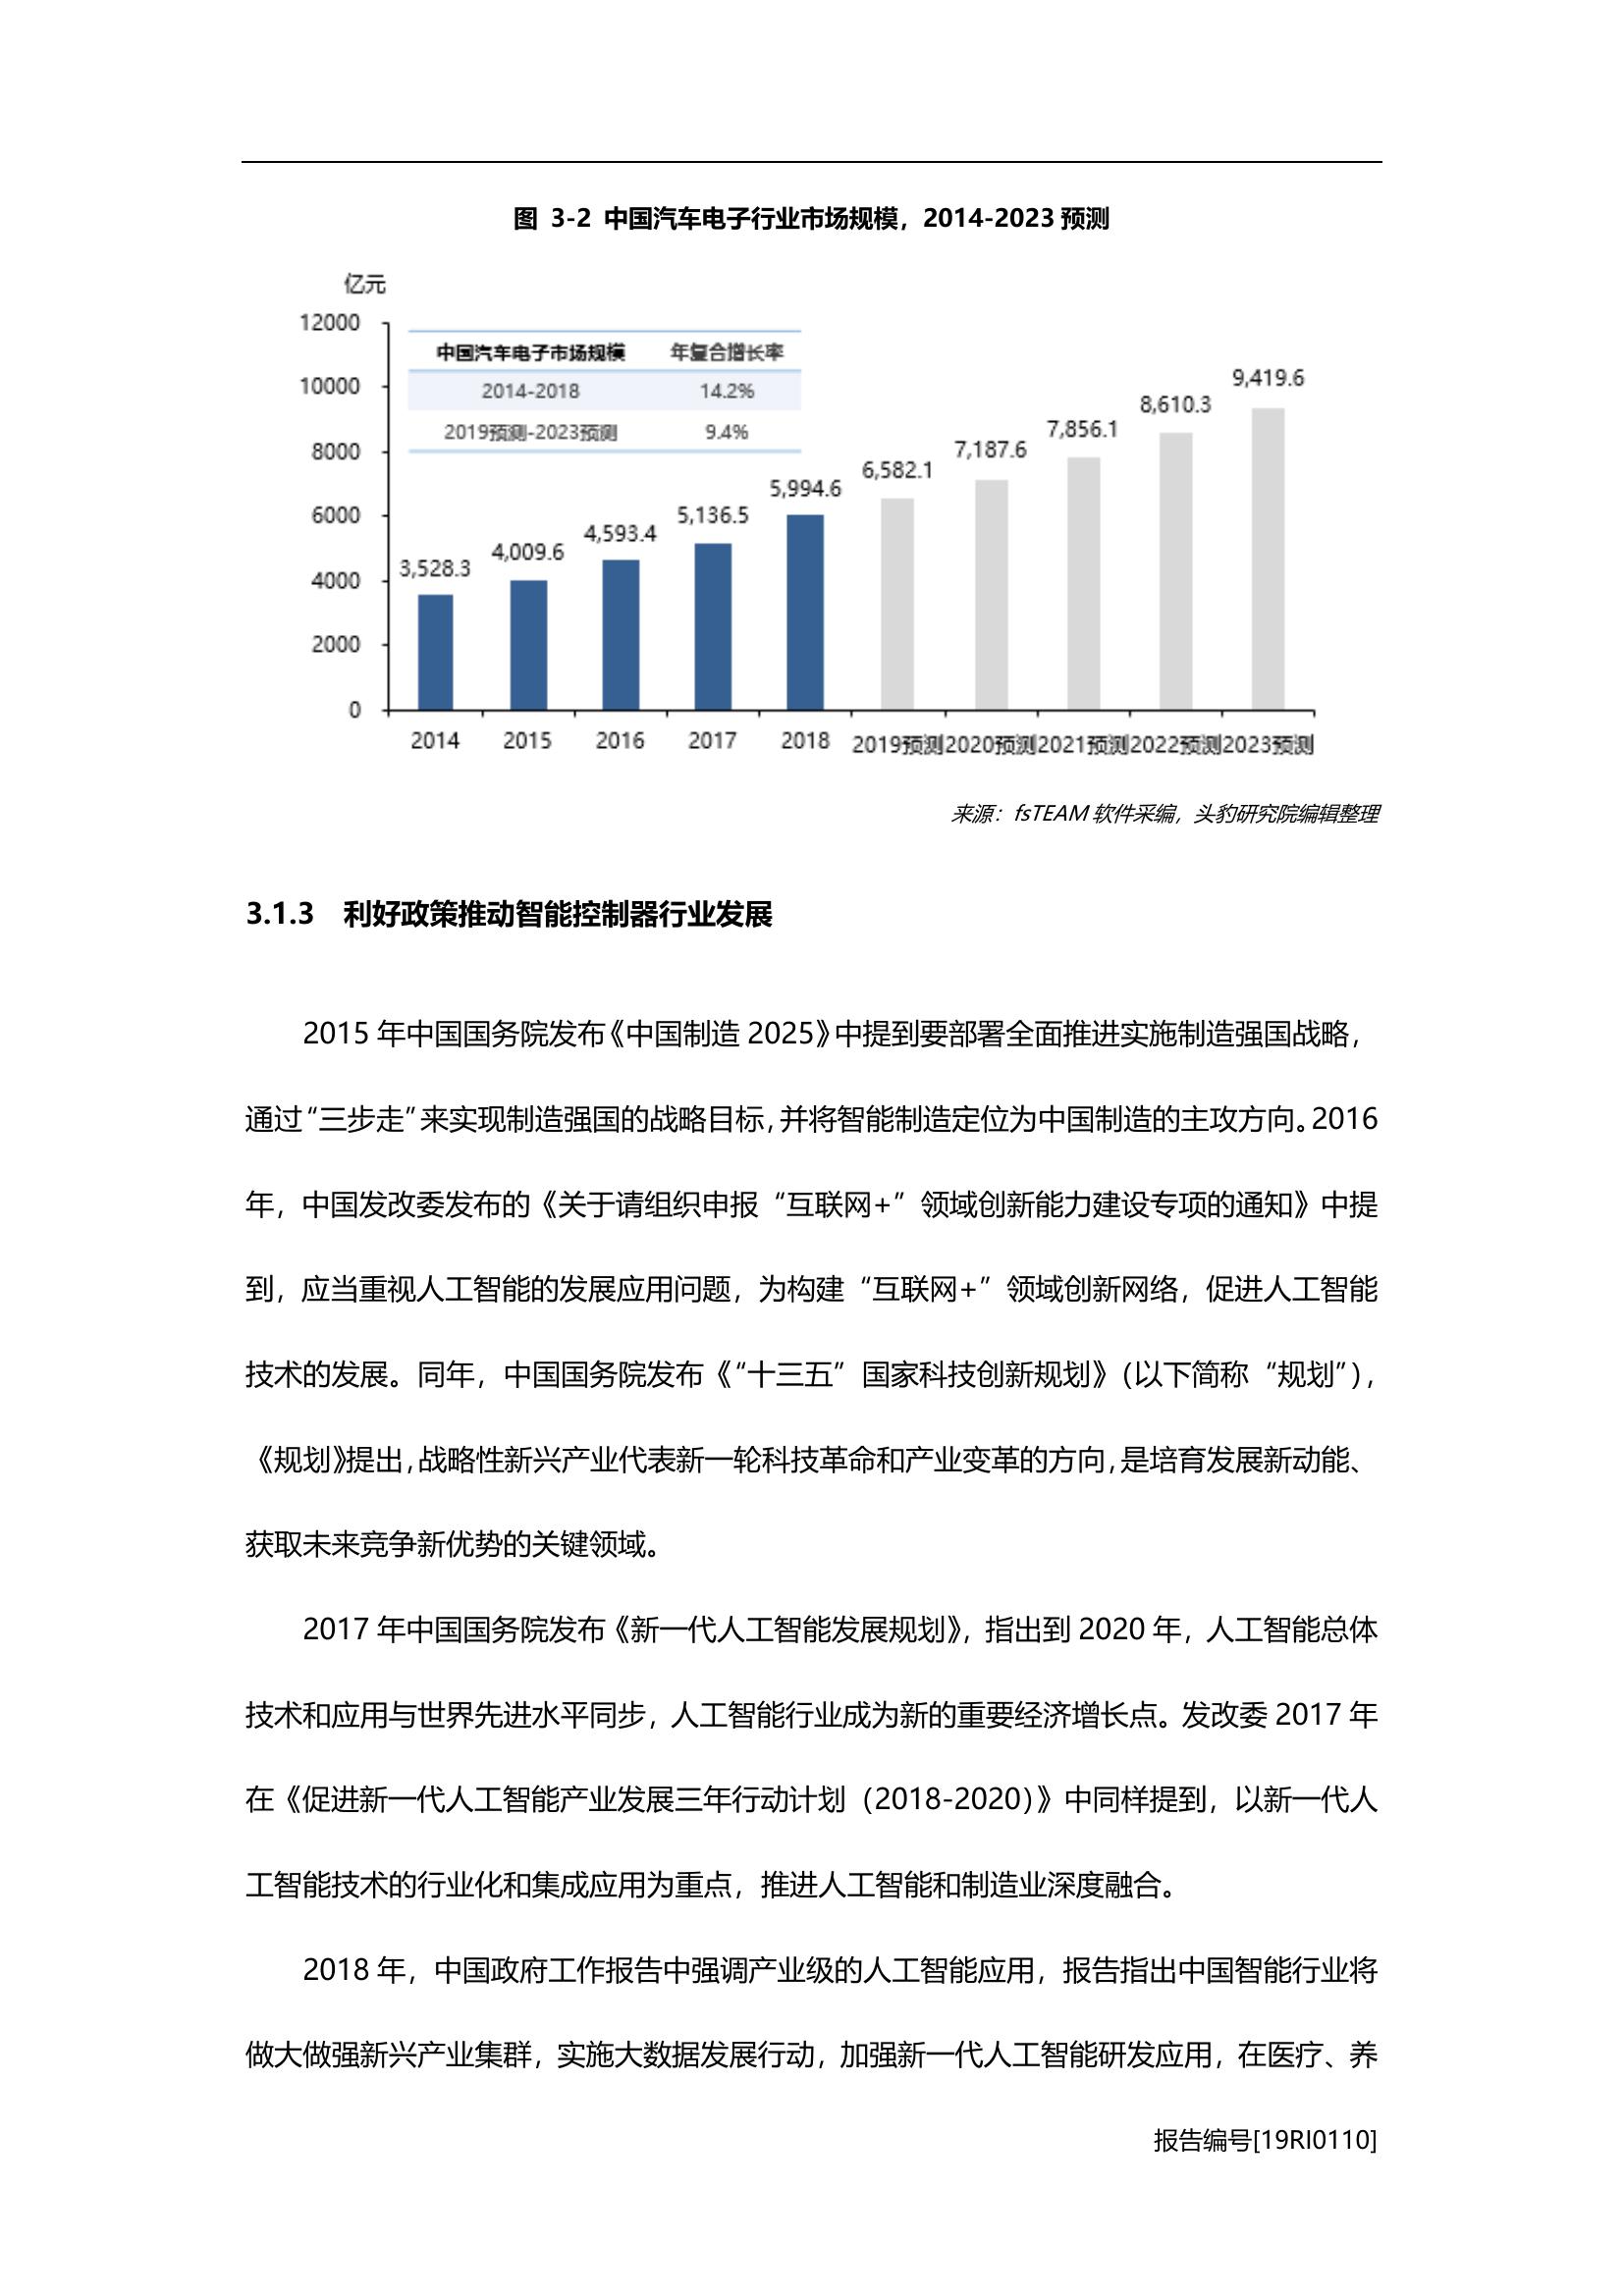 图 3-2 中国汽车电子行业市场规模，2014-2023 预测
亿元
12000
10000
8000
6000
4000
2000
0
中国汽车电子市场规模 年复合增长率
2014-2018 14.2%
2019预测-2023预测 9.4%
3,528.3 4,009.6 4,593.4 5,136.5 5,994.6 6,582.1 7,187.6 7,856.1 8,610.3 9,419.6
2014 2015 2016 2017 2018 2019预测 2020预测 2021预测 2022预测 2023预测
来源：fsTEAM 软件采编，头豹研究院编辑整理
3.1.3 利好政策推动智能控制器行业发展
2015 年中国国务院发布《中国制造 2025》中提到要部署全面推进实施制造强国战略，
通过“三步走”来实现制造强国的战略目标，并将智能制造定位为中国制造的主攻方向。2016
年，中国发改委发布的《关于请组织申报“互联网+”领域创新能力建设专项的通知》中提
到，应当重视人工智能的发展应用问题，为构建“互联网+”领域创新网络，促进人工智能
技术的发展。同年，中国国务院发布《“十三五”国家科技创新规划》（以下简称“规划”），
《规划》提出，战略性新兴产业代表新一轮科技革命和产业变革的方向，是培育发展新动能、
获取未来竞争新优势的关键领域。
2017 年中国国务院发布《新一代人工智能发展规划》，指出到 2020 年，人工智能总体
技术和应用与世界先进水平同步，人工智能行业成为新的重要经济增长点。发改委 2017 年
在《促进新一代人工智能产业发展三年行动计划（2018-2020）》中同样提到，以新一代人
工智能技术的行业化和集成应用为重点，推进人工智能和制造业深度融合。
2018 年，中国政府工作报告中强调产业级的人工智能应用，报告指出中国智能行业将
做大做强新兴产业集群，实施大数据发展行动，加强新一代人工智能研发应用，在医疗、养
报告编号[19RI0110]